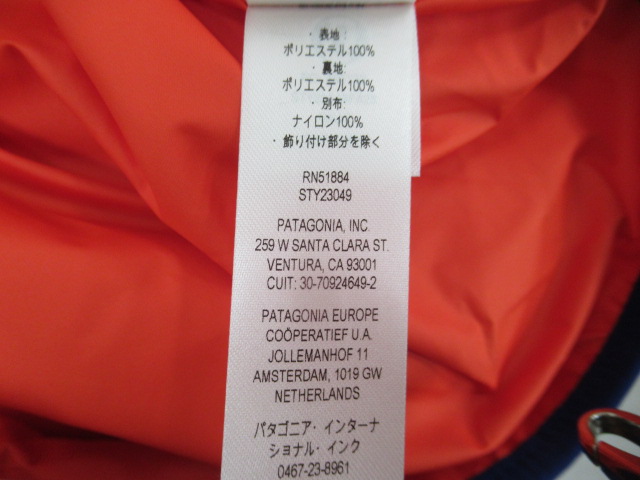 ・表地:
ポリエステル100%
・裏地:
ポリエステル100%
・別布:
ナイロン100%
・飾り付け部分を除く
RN51884
STY23049
PATAGONIA, INC
259 W SANTA CLARA ST.
VENTURA, CA 93001
CUIT: 30-70924649-2
PATAGONIA EUROPE
COÖPERATIEF U.A.
JOLLEMANHOF 11
AMSTERDAM, 1019 GW
NETHERLANDS
パタゴニア・インターナ
ショナル・インク
0467-23-8961